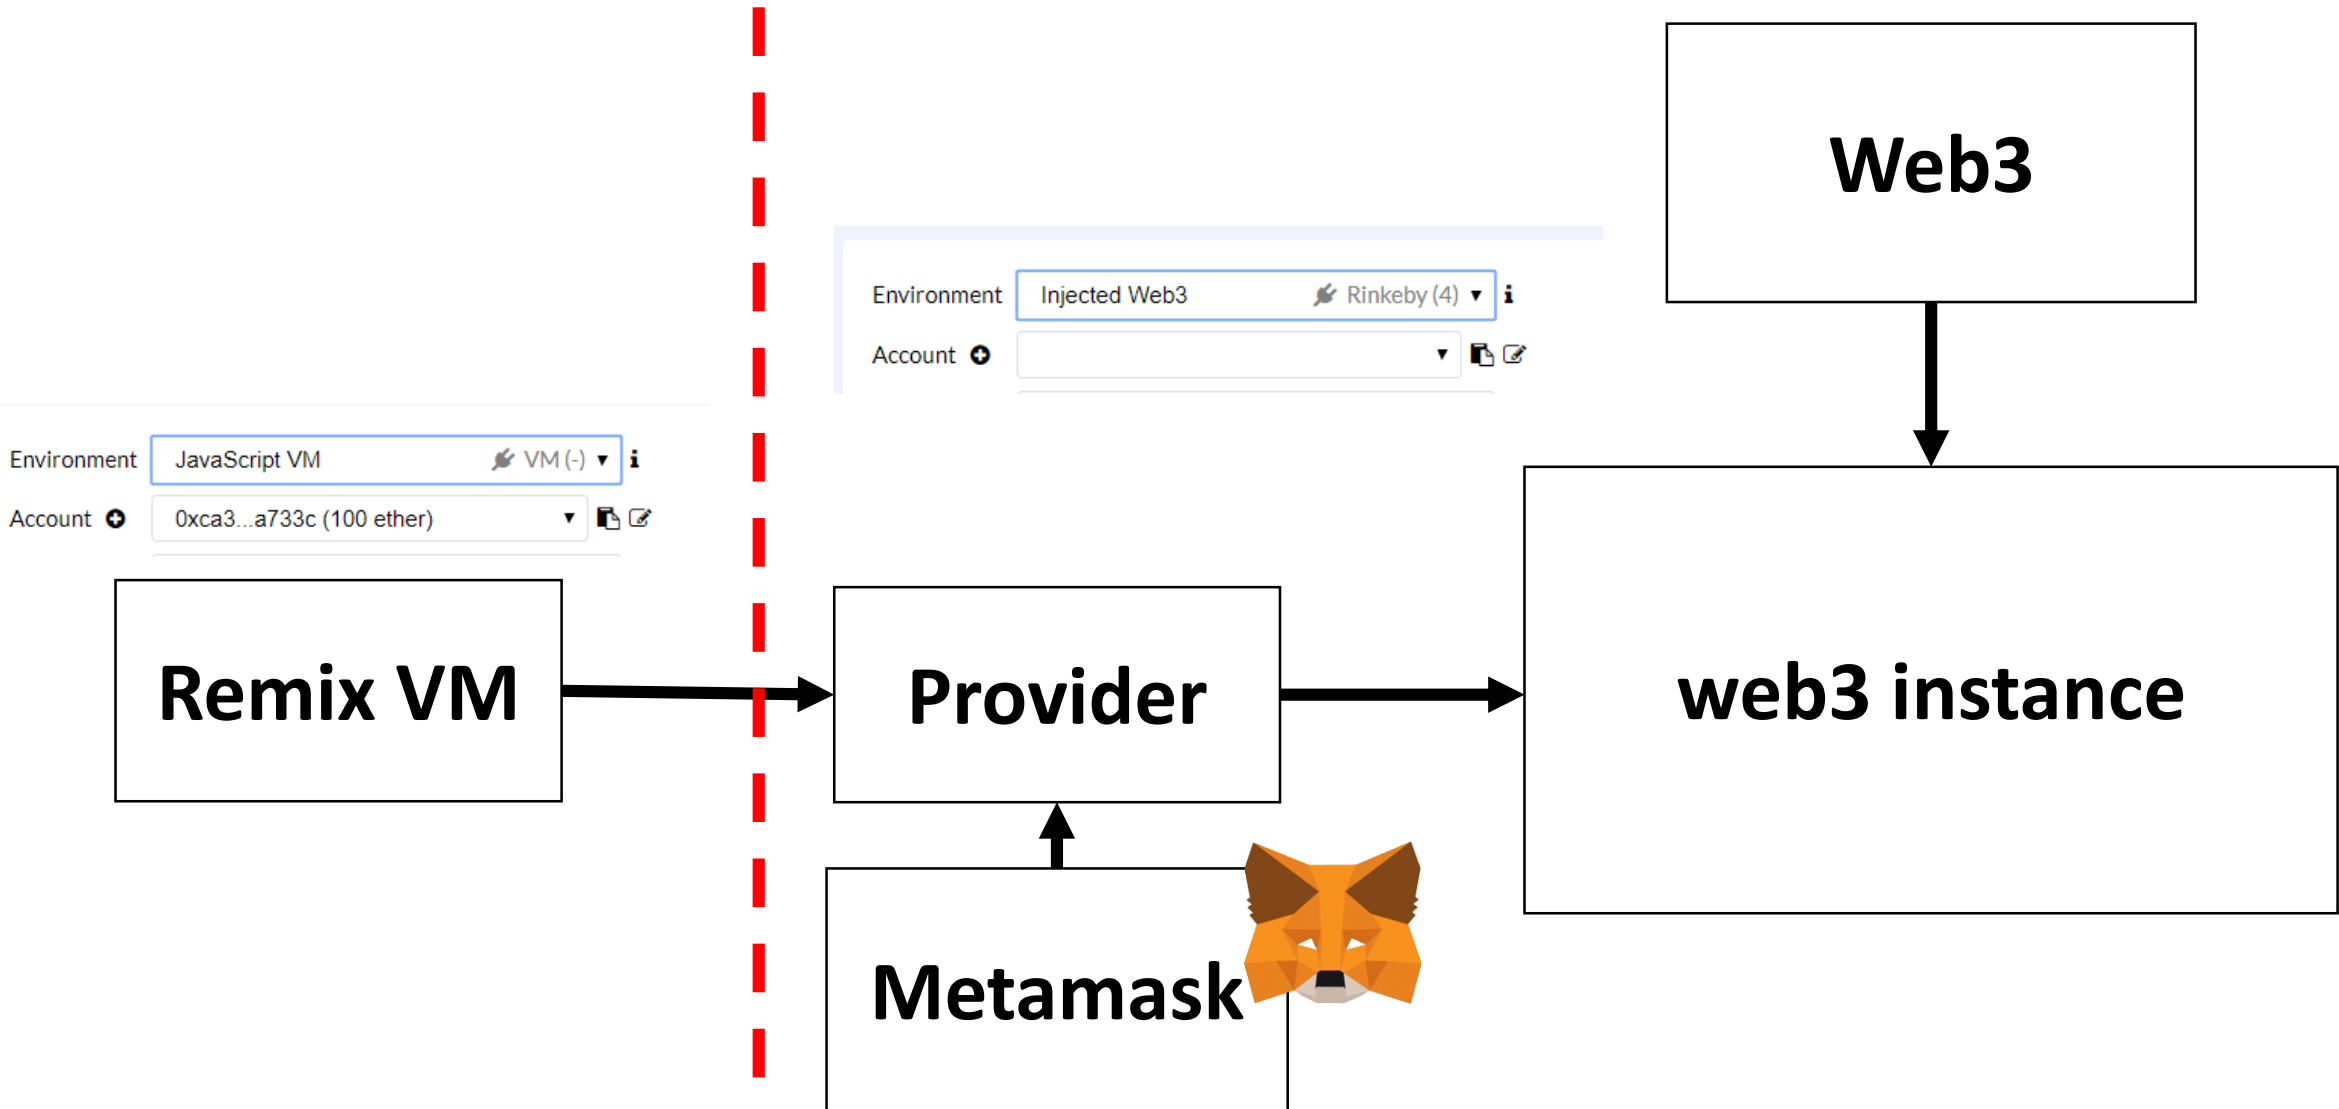 Web3
Environment Injected Web3 Rinkeby (4)
Account
Environment JavaScript VM VM (-)
Account 0xca3...a733c (100 ether)
Remix VM
Provider
web3 instance
Metamask